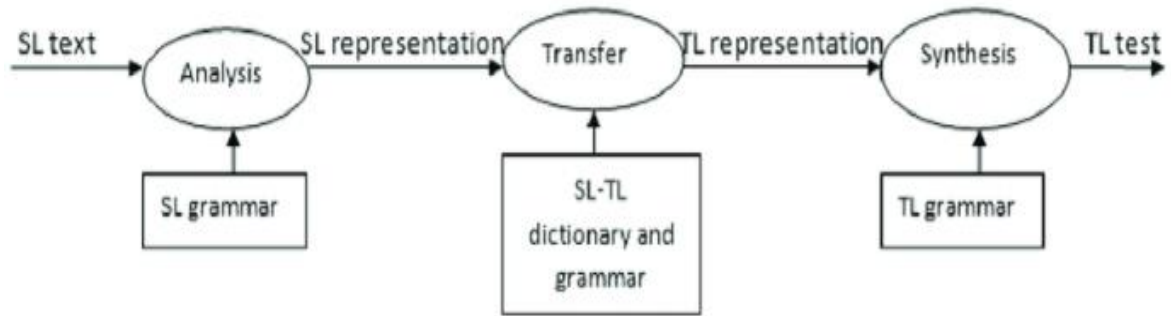 SL text
Analysis
SL representation
Transfer
TL representation
Synthesis
TL test
SL grammar
SL-TL
dictionary and
grammar
TL grammar